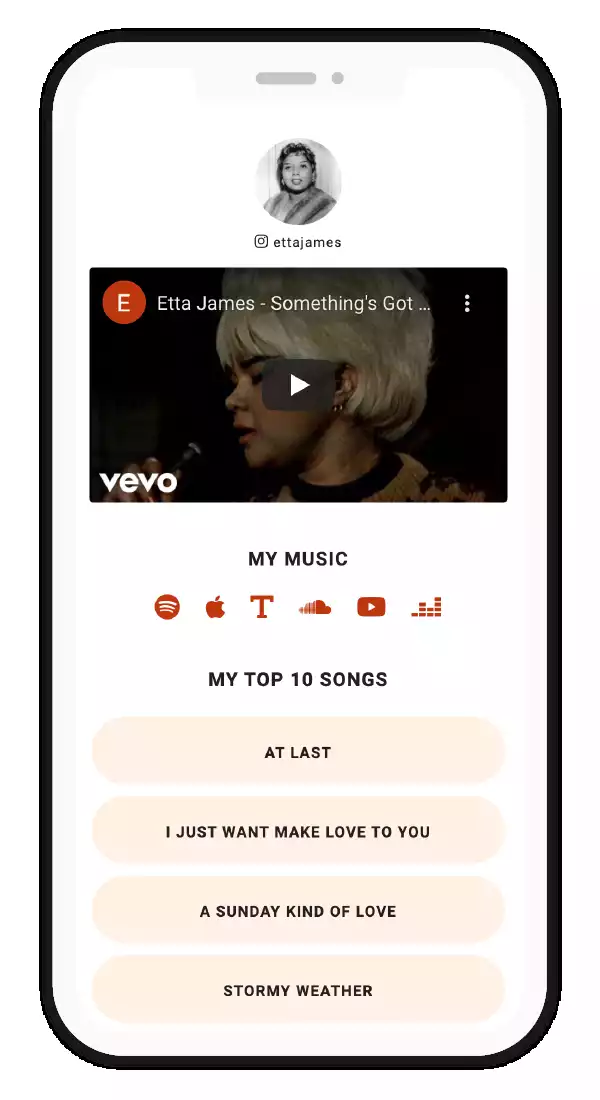 ettajames
E Etta James - Something's Got ...
vevo
MY MUSIC
MY TOP 10 SONGS
AT LAST
I JUST WANT MAKE LOVE TO YOU
A SUNDAY KIND OF LOVE
STORMY WEATHER